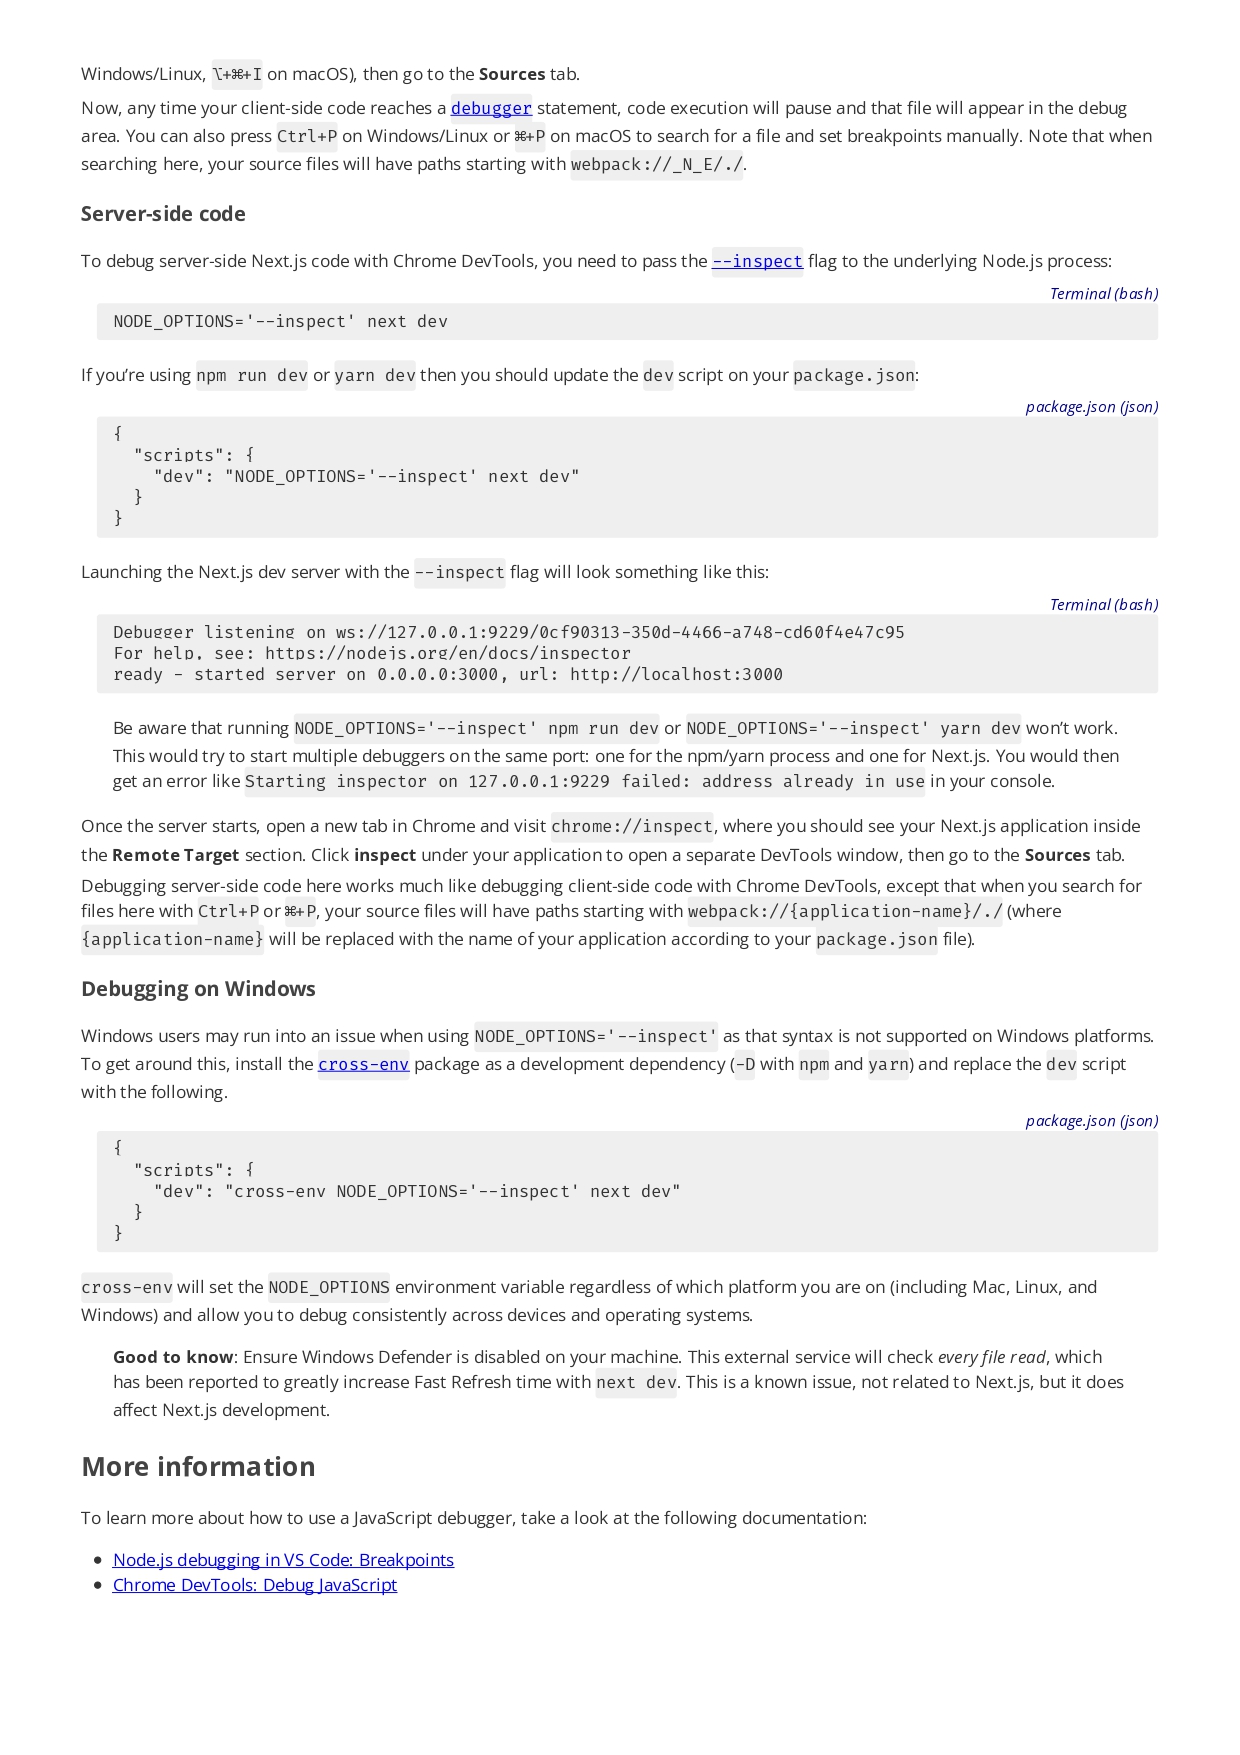 Windows/Linux, ⌥+⌘+I on macOS), then go to the Sources tab.
Now, any time your client-side code reaches a debugger statement, code execution will pause and that file will appear in the debug
area. You can also press Ctrl+P on Windows/Linux or ⌘+P on macOS to search for a file and set breakpoints manually. Note that when
searching here, your source files will have paths starting with webpack://_N_E/./.
Server-side code
To debug server-side Next.js code with Chrome DevTools, you need to pass the --inspect flag to the underlying Node.js process:
Terminal (bash)
NODE_OPTIONS='--inspect' next dev
If you’re using npm run dev or yarn dev then you should update the dev script on your package.json:
package.json (json)
{
  "scripts": {
    "dev": "NODE_OPTIONS='--inspect' next dev"
  }
}
Launching the Next.js dev server with the --inspect flag will look something like this:
Terminal (bash)
Debugger listening on ws://127.0.0.1:9229/0cf90313-350d-4466-a748-cd60f4e47c95
For help, see: https://nodejs.org/en/docs/inspector
ready - started server on 0.0.0.0:3000, url: http://localhost:3000
Be aware that running NODE_OPTIONS='--inspect' npm run dev or NODE_OPTIONS='--inspect' yarn dev won’t work.
This would try to start multiple debuggers on the same port: one for the npm/yarn process and one for Next.js. You would then
get an error like Starting inspector on 127.0.0.1:9229 failed: address already in use in your console.
Once the server starts, open a new tab in Chrome and visit chrome://inspect, where you should see your Next.js application inside
the Remote Target section. Click inspect under your application to open a separate DevTools window, then go to the Sources tab.
Debugging server-side code here works much like debugging client-side code with Chrome DevTools, except that when you search for
files here with Ctrl+P or ⌘+P, your source files will have paths starting with webpack://{application-name}/./ (where
{application-name} will be replaced with the name of your application according to your package.json file).
Debugging on Windows
Windows users may run into an issue when using NODE_OPTIONS='--inspect' as that syntax is not supported on Windows platforms.
To get around this, install the cross-env package as a development dependency (-D with npm and yarn) and replace the dev script
with the following.
package.json (json)
{
  "scripts": {
    "dev": "cross-env NODE_OPTIONS='--inspect' next dev"
  }
}
cross-env will set the NODE_OPTIONS environment variable regardless of which platform you are on (including Mac, Linux, and
Windows) and allow you to debug consistently across devices and operating systems.
Good to know: Ensure Windows Defender is disabled on your machine. This external service will check every file read, which
has been reported to greatly increase Fast Refresh time with next dev. This is a known issue, not related to Next.js, but it does
affect Next.js development.
More information
To learn more about how to use a JavaScript debugger, take a look at the following documentation:
• Node.js debugging in VS Code: Breakpoints
• Chrome DevTools: Debug JavaScript